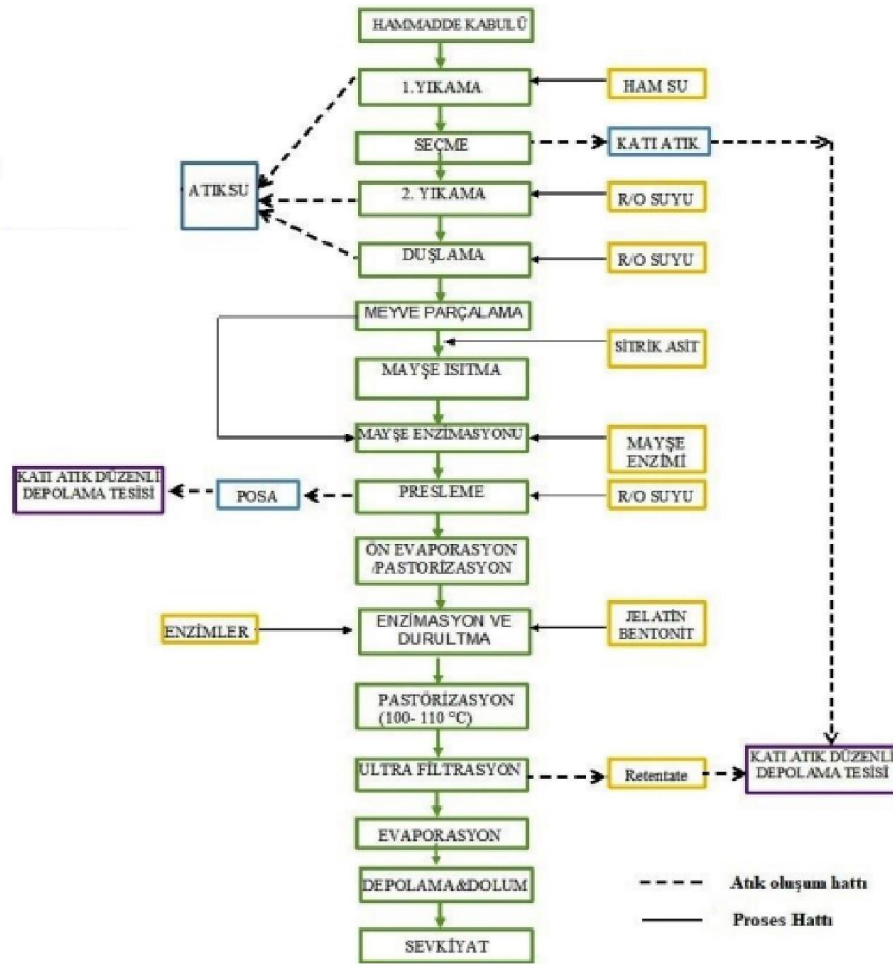 HAMMADDE KABULÜ
1.YIKAMA
HAM SU
SEÇME
KATI ATIK
ATIKSU
2. YIKAMA
R/O SUYU
DUŞLAMA
R/O SUYU
MEYVE PARÇALAMA
SİTRİK ASİT
MAYŞE ISITMA
MAYŞE ENZİMASYONU
MAYŞE
ENZİMİ
KATI ATIK DÜZENLİ
DEPOLAMA TESİSİ
POSA
PRESLEME
R/O SUYU
ÖN EVAPORASYON
/PASTORİZASYON
ENZİMLER
ENZİMASYON VE
DURULTMA
JELATİN
BENTONİT
PASTÖRİZASYON
(100- 110 °C)
ULTRA FİLTRASYON
Retentate
KATI ATIK DÜZENLİ
DEPOLAMA TESİSİ
EVAPORASYON
DEPOLAMA&DOLUM
SEVKİYAT
Atık oluşum hattı
Proses Hattı